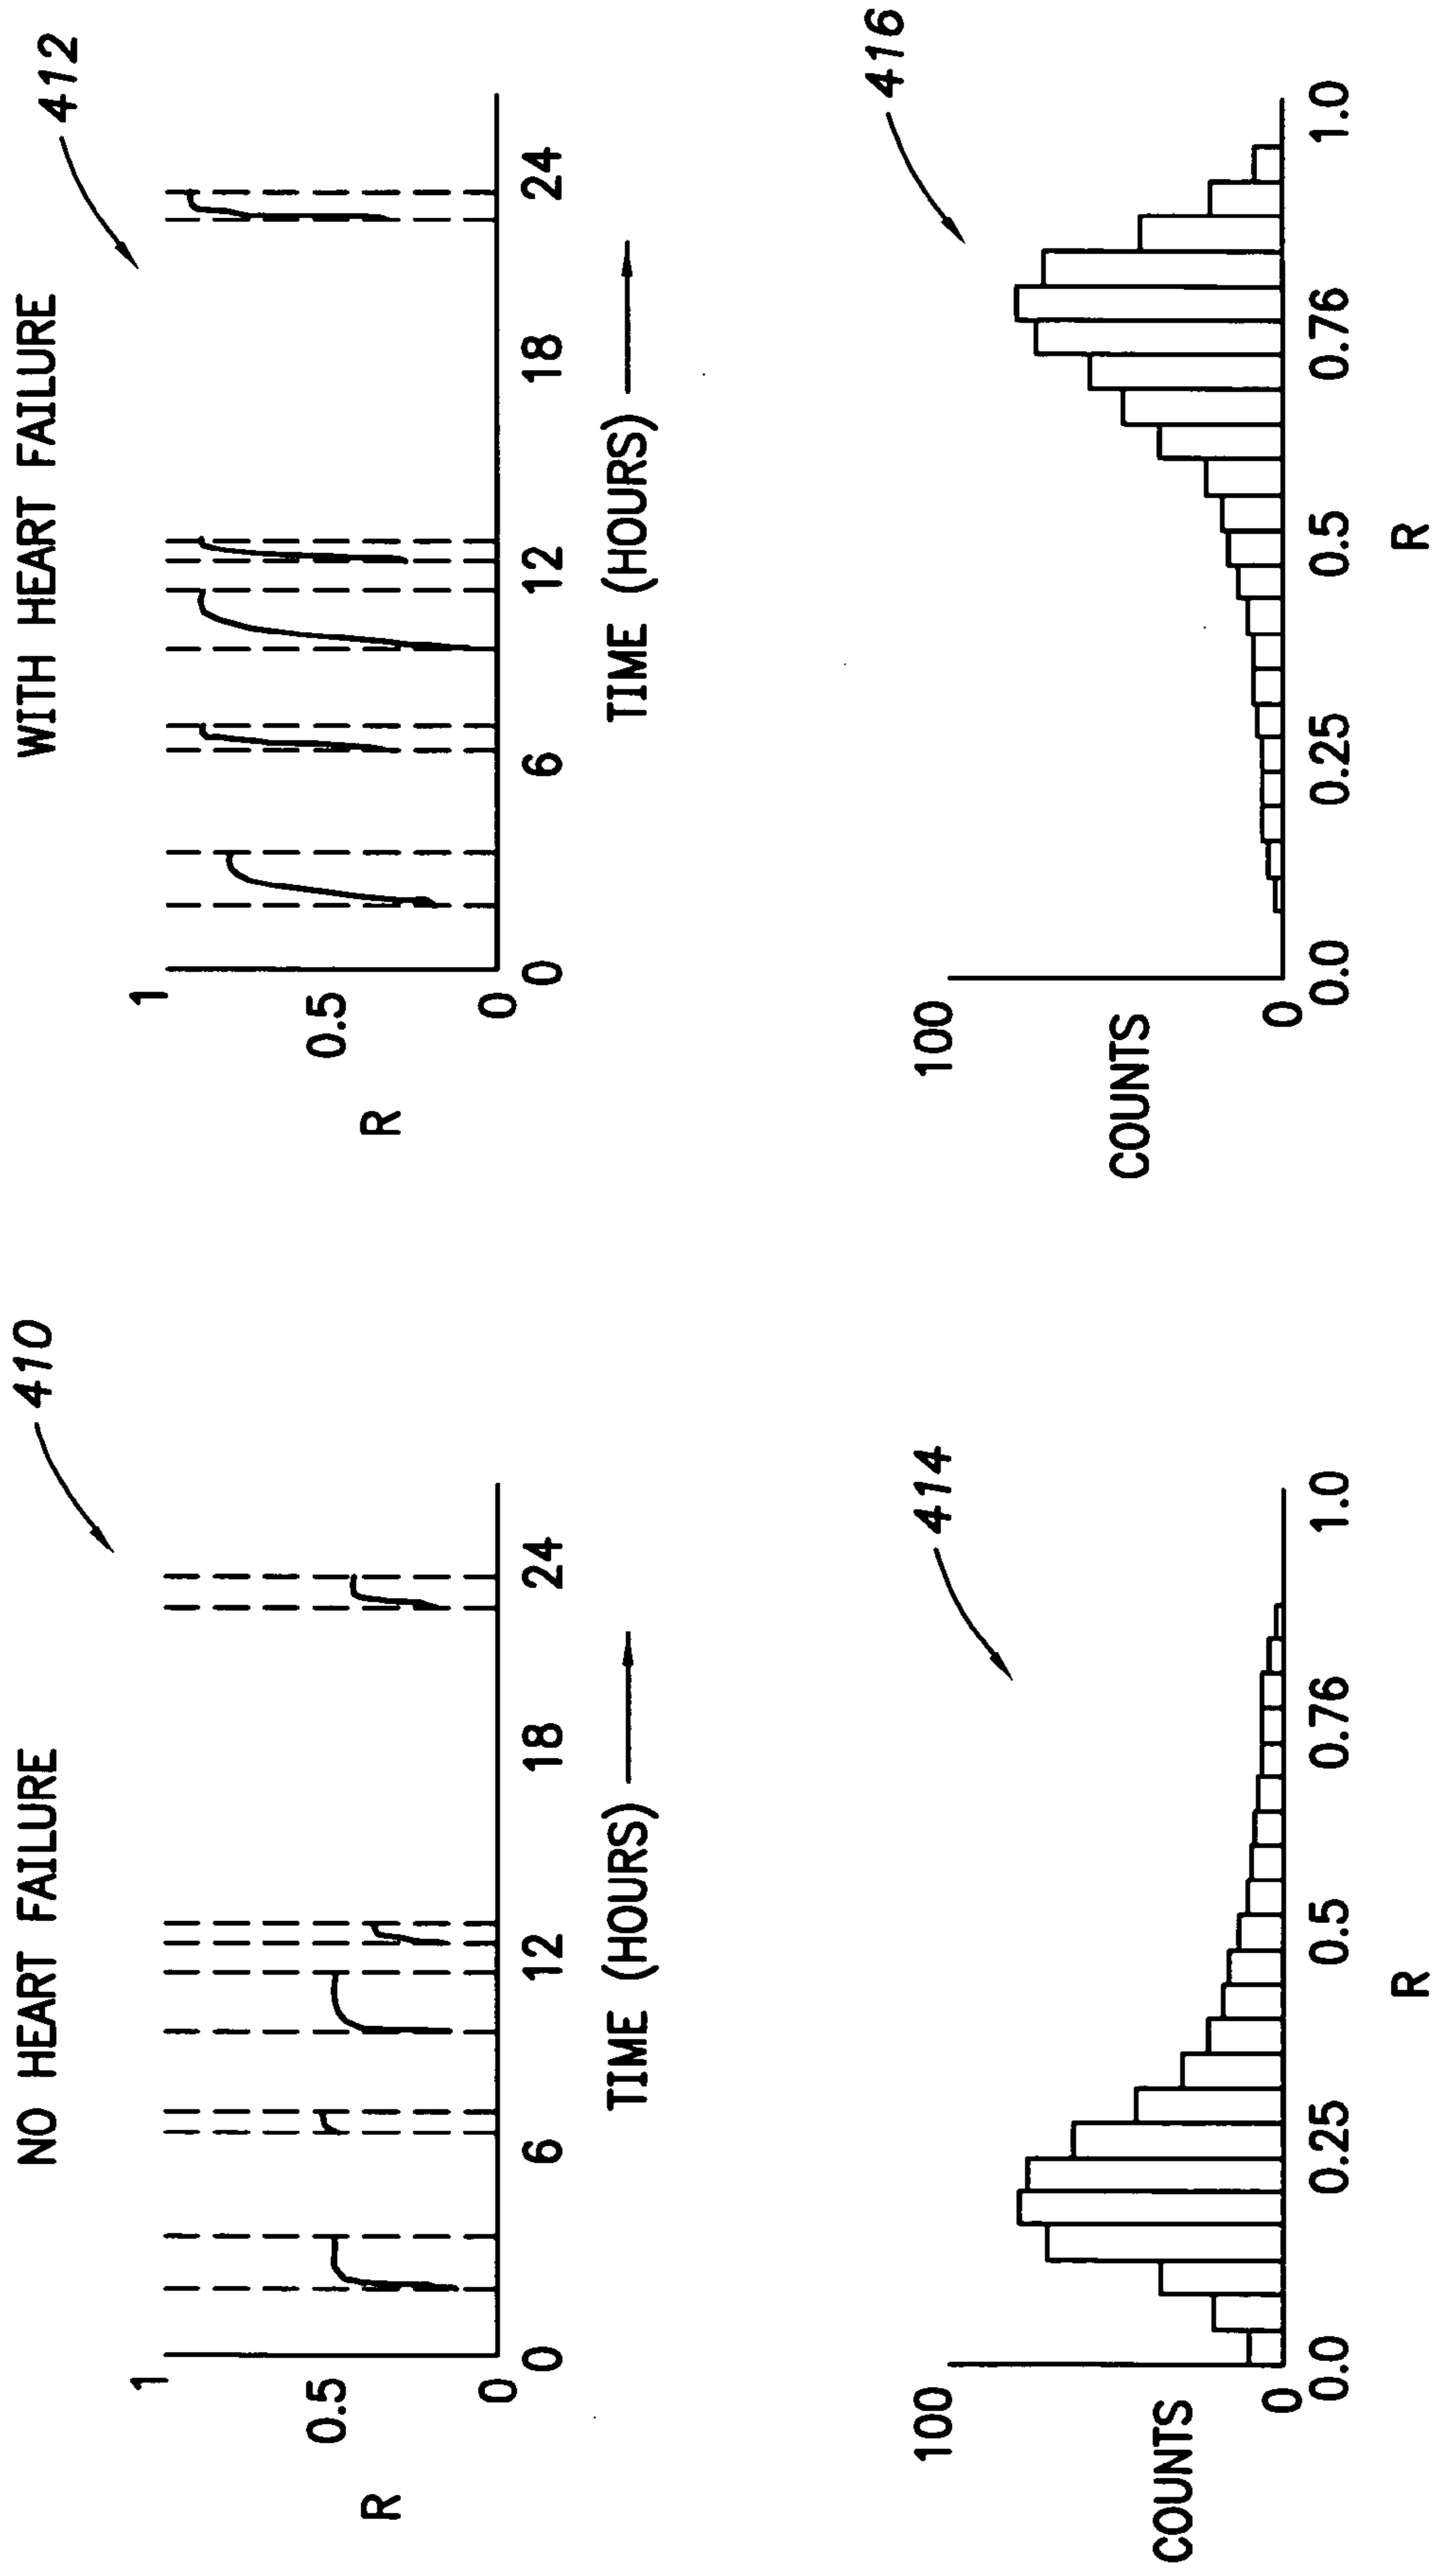 NO HEART FAILURE
410
1
0.5
0
R
0 6 12 18 24
TIME (HOURS)
WITH HEART FAILURE
412
1
0.5
0
R
0 6 12 18 24
TIME (HOURS)
414
100
COUNTS
0
0.0 0.25 0.5 0.76 1.0
R
416
100
COUNTS
0
0.0 0.25 0.5 0.76 1.0
R